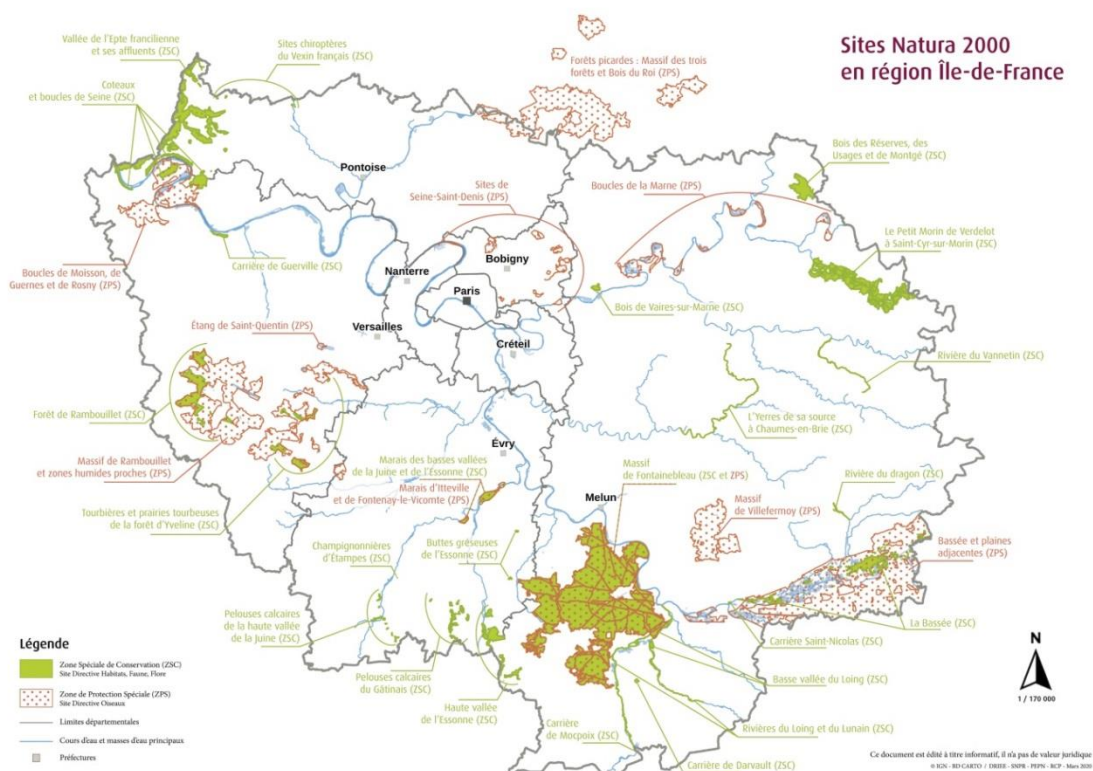 Sites Natura 2000
en région Île-de-France
Vallée de l'Epte francilienne
et ses affluents (ZSC)
Sites chiroptères
du Vexin français (ZSC)
Coteaux
et boucles de Seine (ZSC)
Forêts picardes : Massif des trois
forêts et Bois du Roi (ZPS)
Bois des Réserves, des
Usages et de Montgé (ZSC)
Pontoise
Sites de
Seine-Saint-Denis (ZPS)
Boucles de la Marne (ZPS)
Le Petit Morin de Verdelot
à Saint-Cyr-sur-Morin (ZSC)
Boucles de Moisson, de
Guernes et de Rosny (ZPS)
Carrière de Guerville (ZSC)
Nanterre
Bobigny
Paris
Bois de Vaires-sur-Marne (ZSC)
Étang de Saint-Quentin (ZPS)
Versailles
Créteil
Rivière du Vannetin (ZSC)
Forêt de Rambouillet (ZSC)
L'Yerres de sa source
à Chaumes-en-Brie (ZSC)
Évry
Massif de Rambouillet
et zones humides proches (ZPS)
Marais des basses vallées
de la Juine et de l'Essonne (ZSC)
Marais d'Itteville
et de Fontenay-le-Vicomte (ZPS)
Massif
de Fontainebleau (ZSC et ZPS)
Melun
Rivière du dragon (ZSC)
Massif
de Villefermoy (ZPS)
Tourbières et prairies tourbeuses
de la forêt d'Yveline (ZSC)
Bassée et plaines
adjacentes (ZPS)
Champignonnières
d'Étampes (ZSC)
Buttes gréseuses
de l'Essonne (ZSC)
Pelouses calcaires
de la haute vallée
de la Juine (ZSC)
La Bassée (ZSC)
Carrière Saint-Nicolas (ZSC)
Pelouses calcaires
du Gâtinais (ZSC)
Basse vallée du Loing (ZSC)
Haute vallée
de l'Essonne (ZSC)
Rivières du Loing et du Lunain (ZSC)
Carrière
de Mocpoix (ZSC)
Carrière de Darvault (ZSC)
Légende
Zone Spéciale de Conservation (ZSC)
Site Directive Habitats, Faune, Flore
Zone de Protection Spéciale (ZPS)
Site Directive Oiseaux
Limites départementales
Cours d'eau et masses d'eau principaux
Préfectures
N
1 / 170 000
Ce document est édité à titre informatif, il n'a pas de valeur juridique
© IGN - BD CARTO / DRIEE - SNPR - PEPN - RCP - Mars 2020